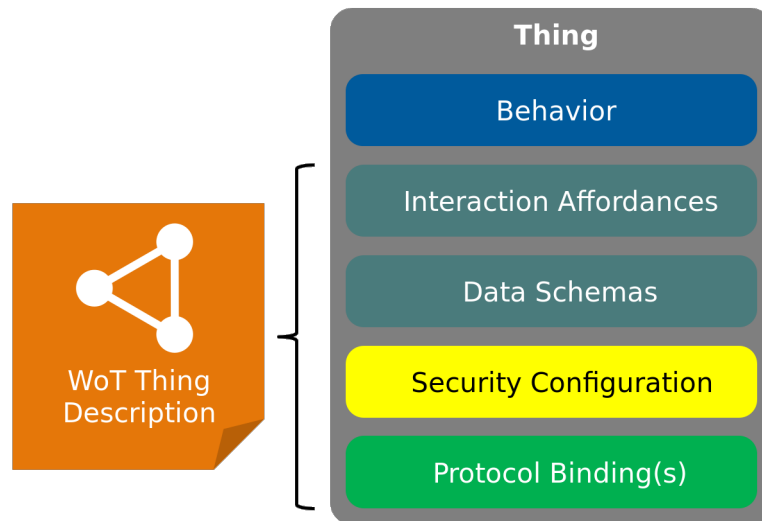 Thing
Behavior
Interaction Affordances
Data Schemas
Security Configuration
Protocol Binding(s)
WoT Thing
Description